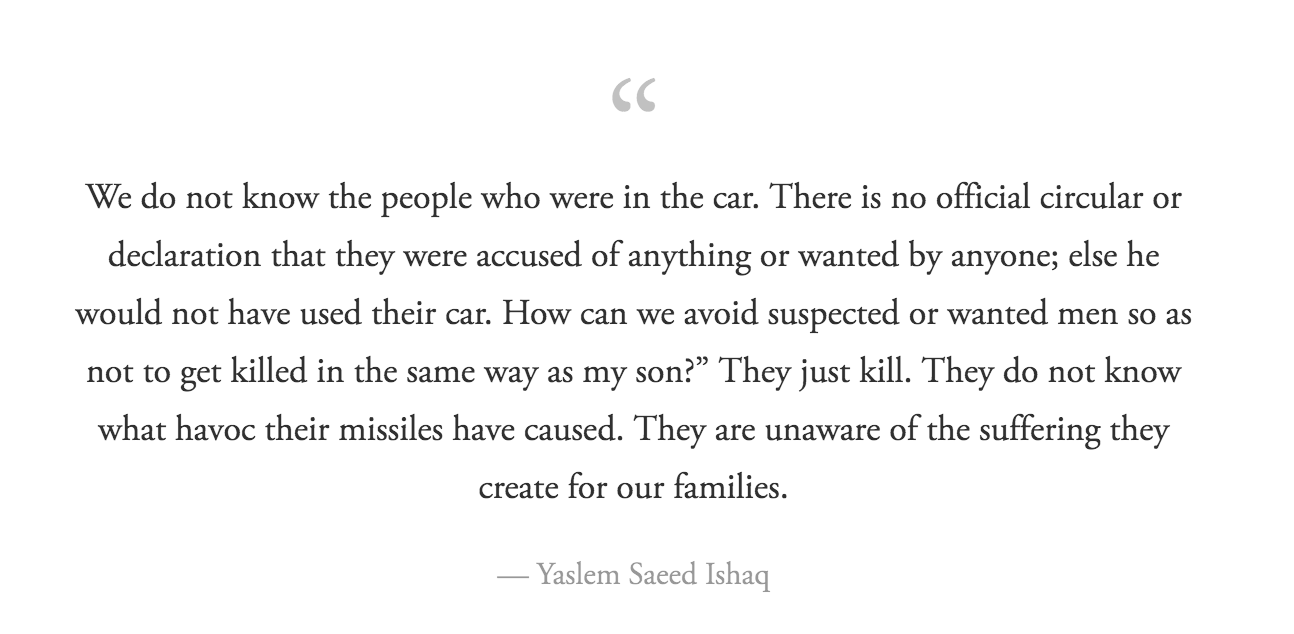 “
We do not know the people who were in the car. There is no official circular or
declaration that they were accused of anything or wanted by anyone; else he
would not have used their car. How can we avoid suspected or wanted men so as
not to get killed in the same way as my son?” They just kill. They do not know
what havoc their missiles have caused. They are unaware of the suffering they
create for our families.
— Yaslem Saeed Ishaq